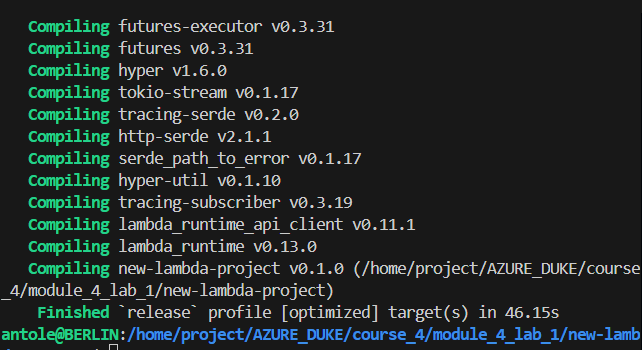 Compiling futures-executor v0.3.31
Compiling futures v0.3.31
Compiling hyper v1.6.0
Compiling tokio-stream v0.1.17
Compiling tracing-serde v0.2.0
Compiling http-serde v2.1.1
Compiling serde_path_to_error v0.1.17
Compiling hyper-util v0.1.10
Compiling tracing-subscriber v0.3.19
Compiling lambda_runtime_api_client v0.11.1
Compiling lambda_runtime v0.13.0
Compiling new-lambda-project v0.1.0 (/home/project/AZURE_DUKE/course
_4/module_4_lab_1/new-lambda-project)
Finished `release` profile [optimized] target(s) in 46.15s
antole@BERLIN:/home/project/AZURE_DUKE/course_4/module_4_lab_1/new-lamb